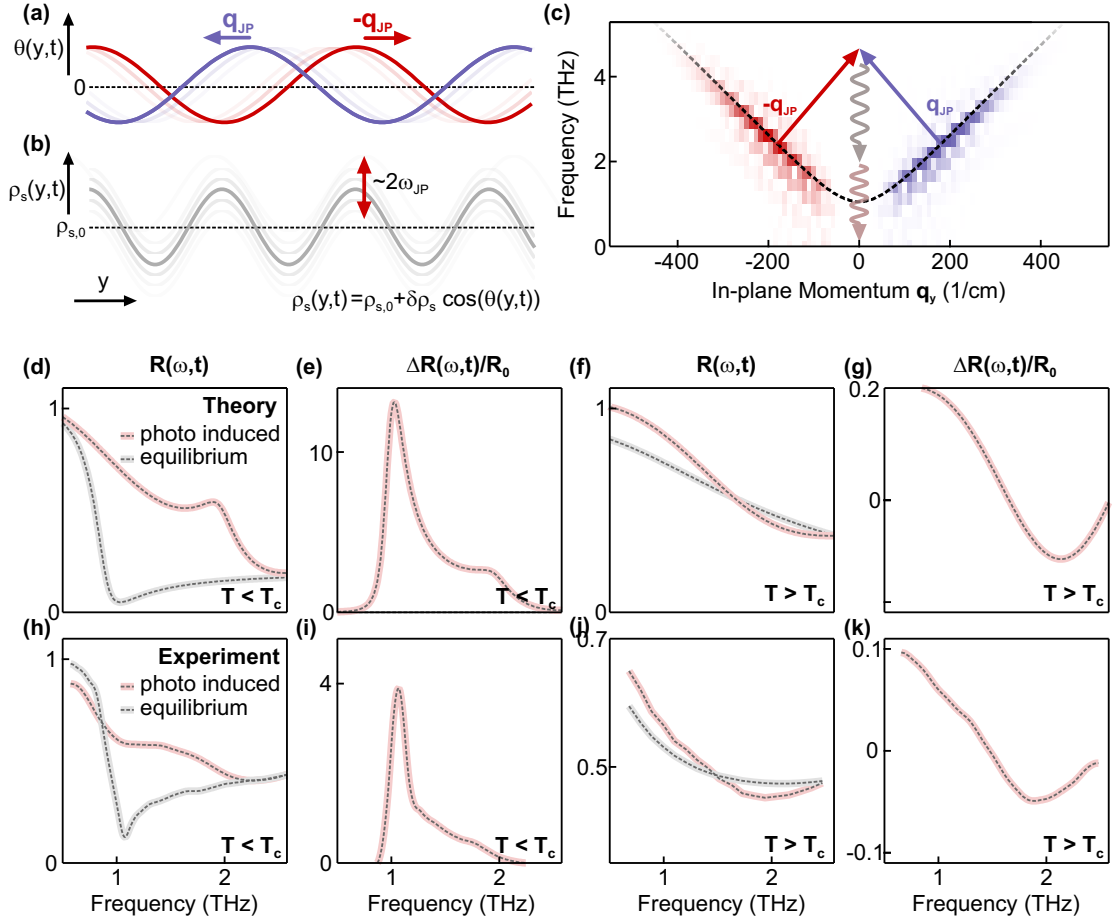 (a)
q_JP
-q_JP
θ(y,t)
0
(b)
ρ_s(y,t)
~2ω_JP
ρ_s,0
y
ρ_s(y,t)=ρ_s,0+δρ_s cos(θ(y,t))
(c)
Frequency (THz)
4
2
0
-q_JP
q_JP
-400
-200
0
200
400
In-plane Momentum q_y (1/cm)
(d)
R(ω,t)
1
0
Theory
photo induced
equilibrium
T < T_c
(e)
ΔR(ω,t)/R_0
10
T < T_c
(f)
R(ω,t)
1
0
T > T_c
(g)
ΔR(ω,t)/R_0
0.2
0
T > T_c
(h)
1
0
Experiment
photo induced
equilibrium
T < T_c
1
2
Frequency (THz)
(i)
4
0
T < T_c
1
2
Frequency (THz)
(j)
0.7
0.5
T > T_c
1
2
Frequency (THz)
(k)
0.1
0
-0.1
T > T_c
1
2
Frequency (THz)